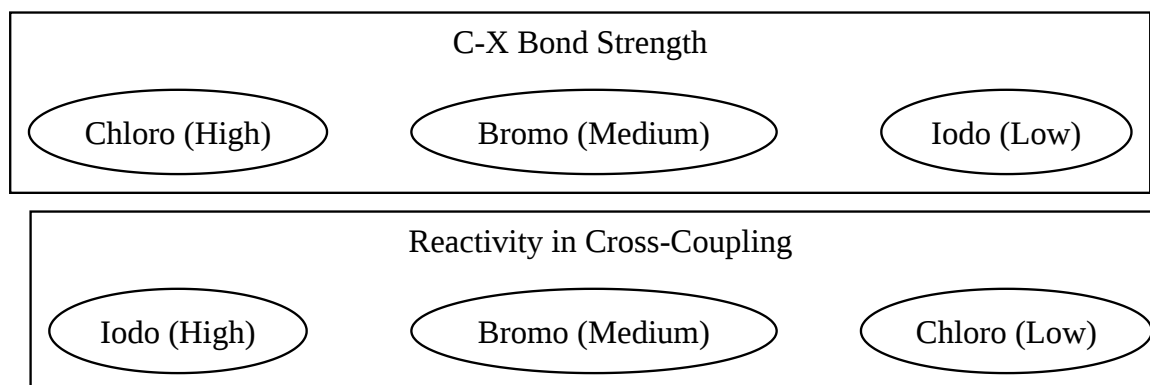 C-X Bond Strength
Chloro (High)
Bromo (Medium)
Iodo (Low)
Reactivity in Cross-Coupling
Iodo (High)
Bromo (Medium)
Chloro (Low)